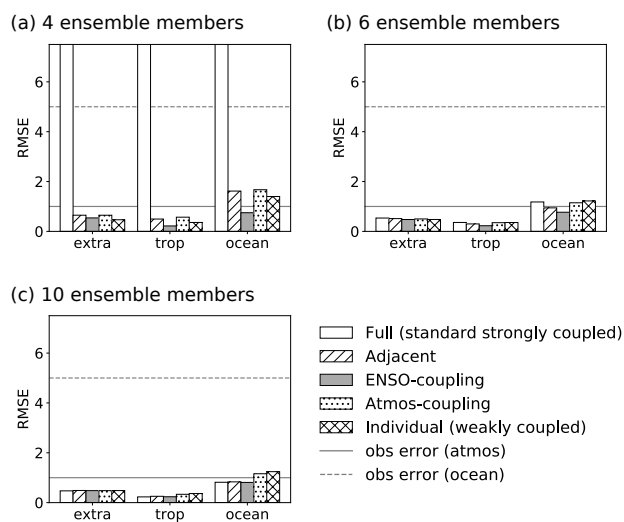 (a) 4 ensemble members
(b) 6 ensemble members
RMSE
6
4
2
0
extra trop ocean
RMSE
6
4
2
0
extra trop ocean
(c) 10 ensemble members
RMSE
6
4
2
0
extra trop ocean
Full (standard strongly coupled)
Adjacent
ENSO-coupling
Atmos-coupling
Individual (weakly coupled)
obs error (atmos)
obs error (ocean)